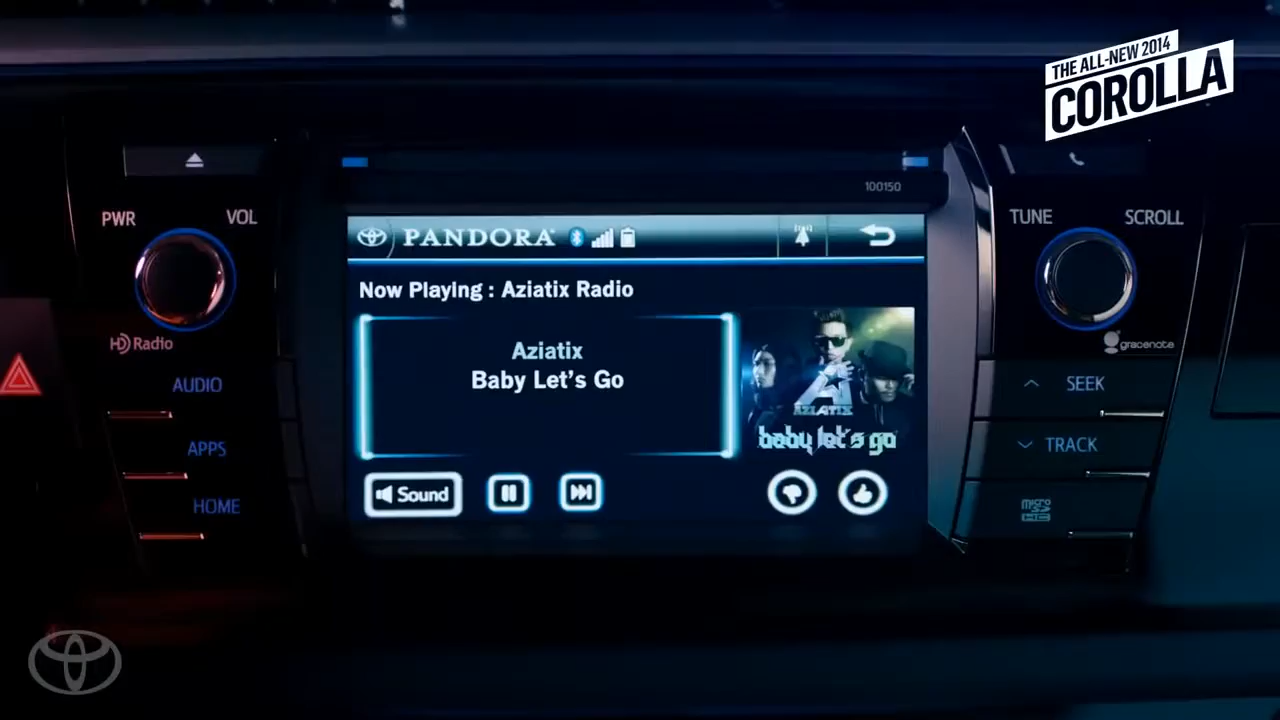 THE ALL-NEW 2014
COROLLA
100150
PWR
VOL
TUNE
SCROLL
PANDORA
Now Playing : Aziatix Radio
Aziatix
Baby Let's Go
AZIATIX
baby let's go
HD Radio
gracenote
AUDIO
SEEK
APPS
TRACK
HOME
Sound
micro
SD
HC